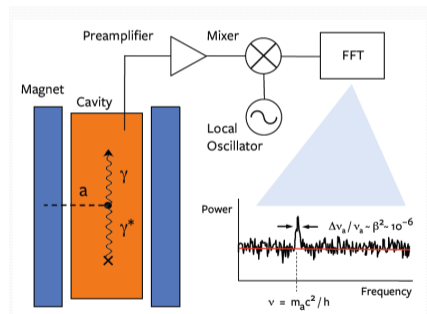 Preamplifier
Mixer
FFT
Magnet
Cavity
Local
Oscillator
a
γ
γ*
Power
Δνₐ / νₐ ~ β² ~ 10⁻⁶
Frequency
ν = mₐc² / h